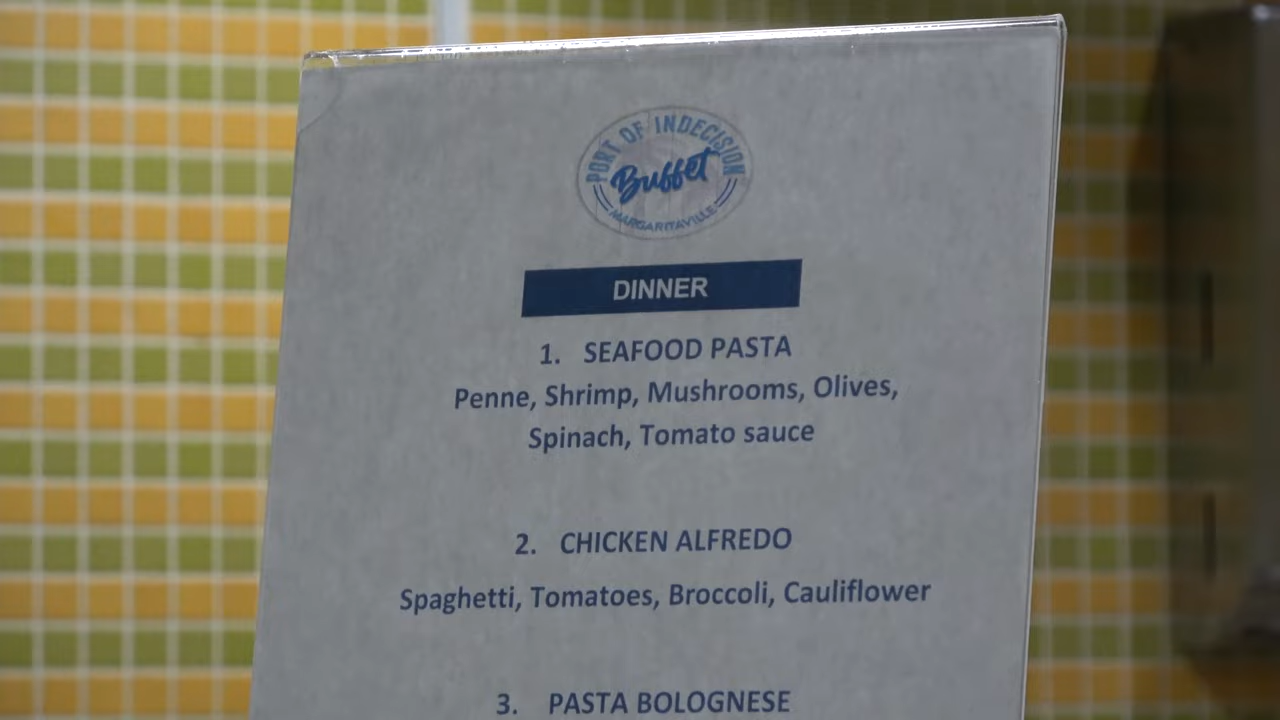 PORT OF INDECISION
Buffet
MARGARITAVILLE
DINNER
1. SEAFOOD PASTA
Penne, Shrimp, Mushrooms, Olives,
Spinach, Tomato sauce
2. CHICKEN ALFREDO
Spaghetti, Tomatoes, Broccoli, Cauliflower
3. PASTA BOLOGNESE